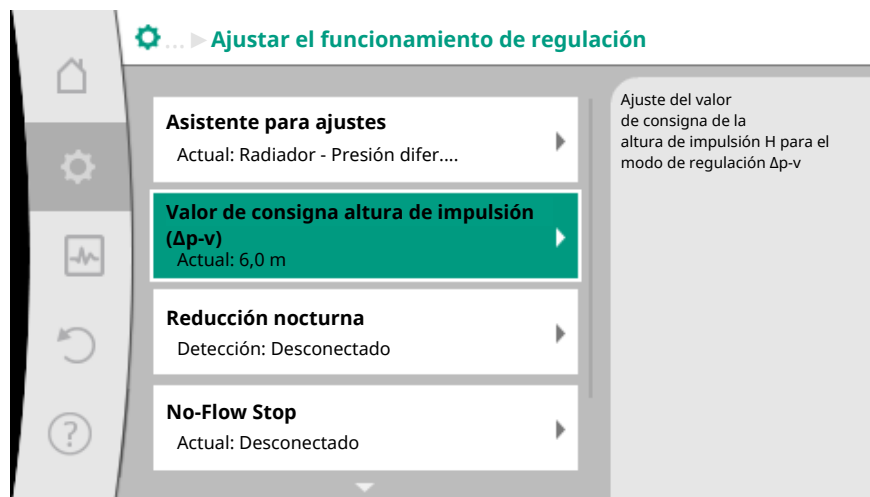 ... ▶ Ajustar el funcionamiento de regulación
Asistente para ajustes
Actual: Radiador - Presión difer....
Valor de consigna altura de impulsión
(Δp-v)
Actual: 6,0 m
Reducción nocturna
Detección: Desconectado
No-Flow Stop
Actual: Desconectado
Ajuste del valor
de consigna de la
altura de impulsión H para el
modo de regulación Δp-v
?